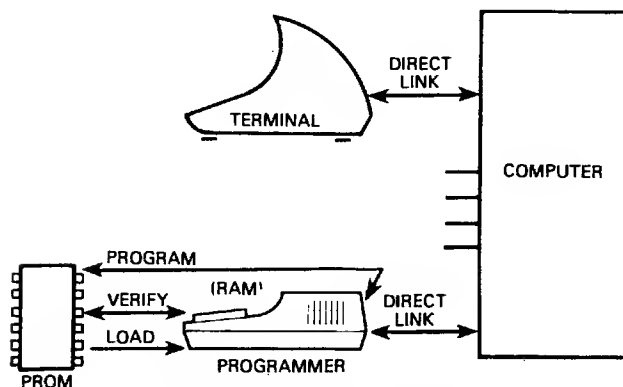 DIRECT
LINK
TERMINAL
COMPUTER
PROGRAM
(RAM)
VERIFY
DIRECT
LINK
LOAD
PROGRAMMER
PROM